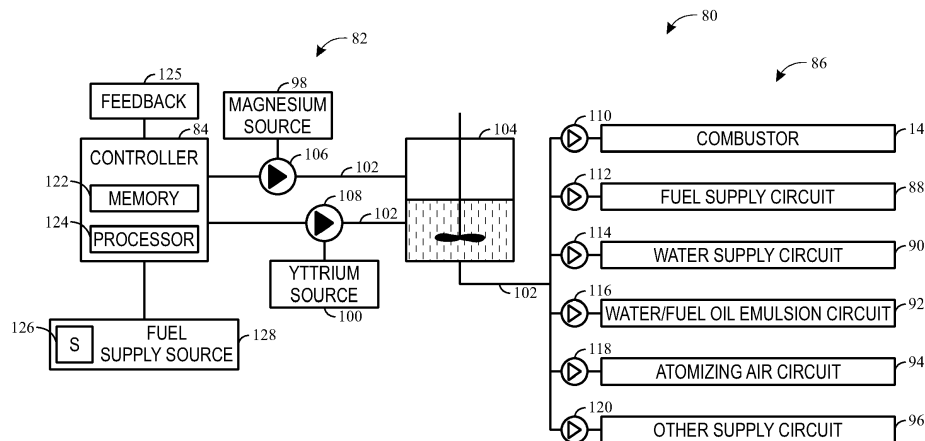 80
82
86
125
98
FEEDBACK
MAGNESIUM
SOURCE
84
104
110
CONTROLLER
COMBUSTOR
14
106
102
122
MEMORY
112
FUEL SUPPLY CIRCUIT
88
108
102
124
PROCESSOR
114
WATER SUPPLY CIRCUIT
90
YTTRIUM
SOURCE
100
102
116
WATER/FUEL OIL EMULSION CIRCUIT
92
126
S
FUEL
SUPPLY SOURCE
128
118
ATOMIZING AIR CIRCUIT
94
120
OTHER SUPPLY CIRCUIT
96